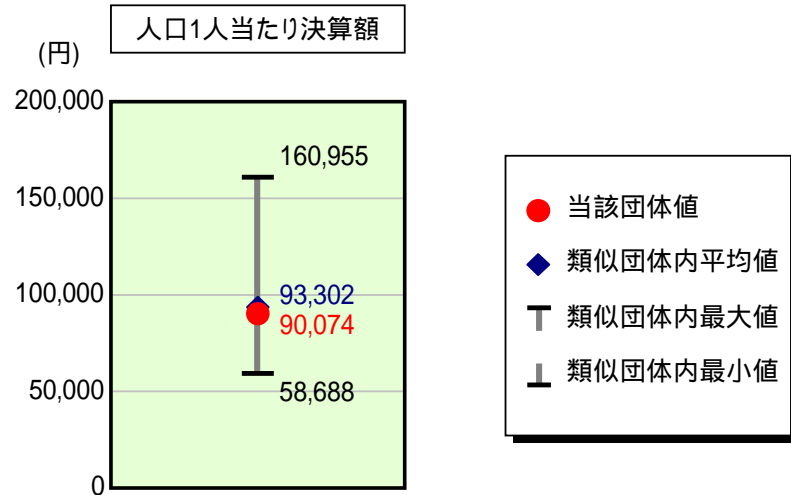 人口1人当たり決算額
(円)
200,000
160,955
150,000
100,000
93,302
90,074
58,688
50,000
0
当該団体値
類似団体内平均値
類似団体内最大値
類似団体内最小値